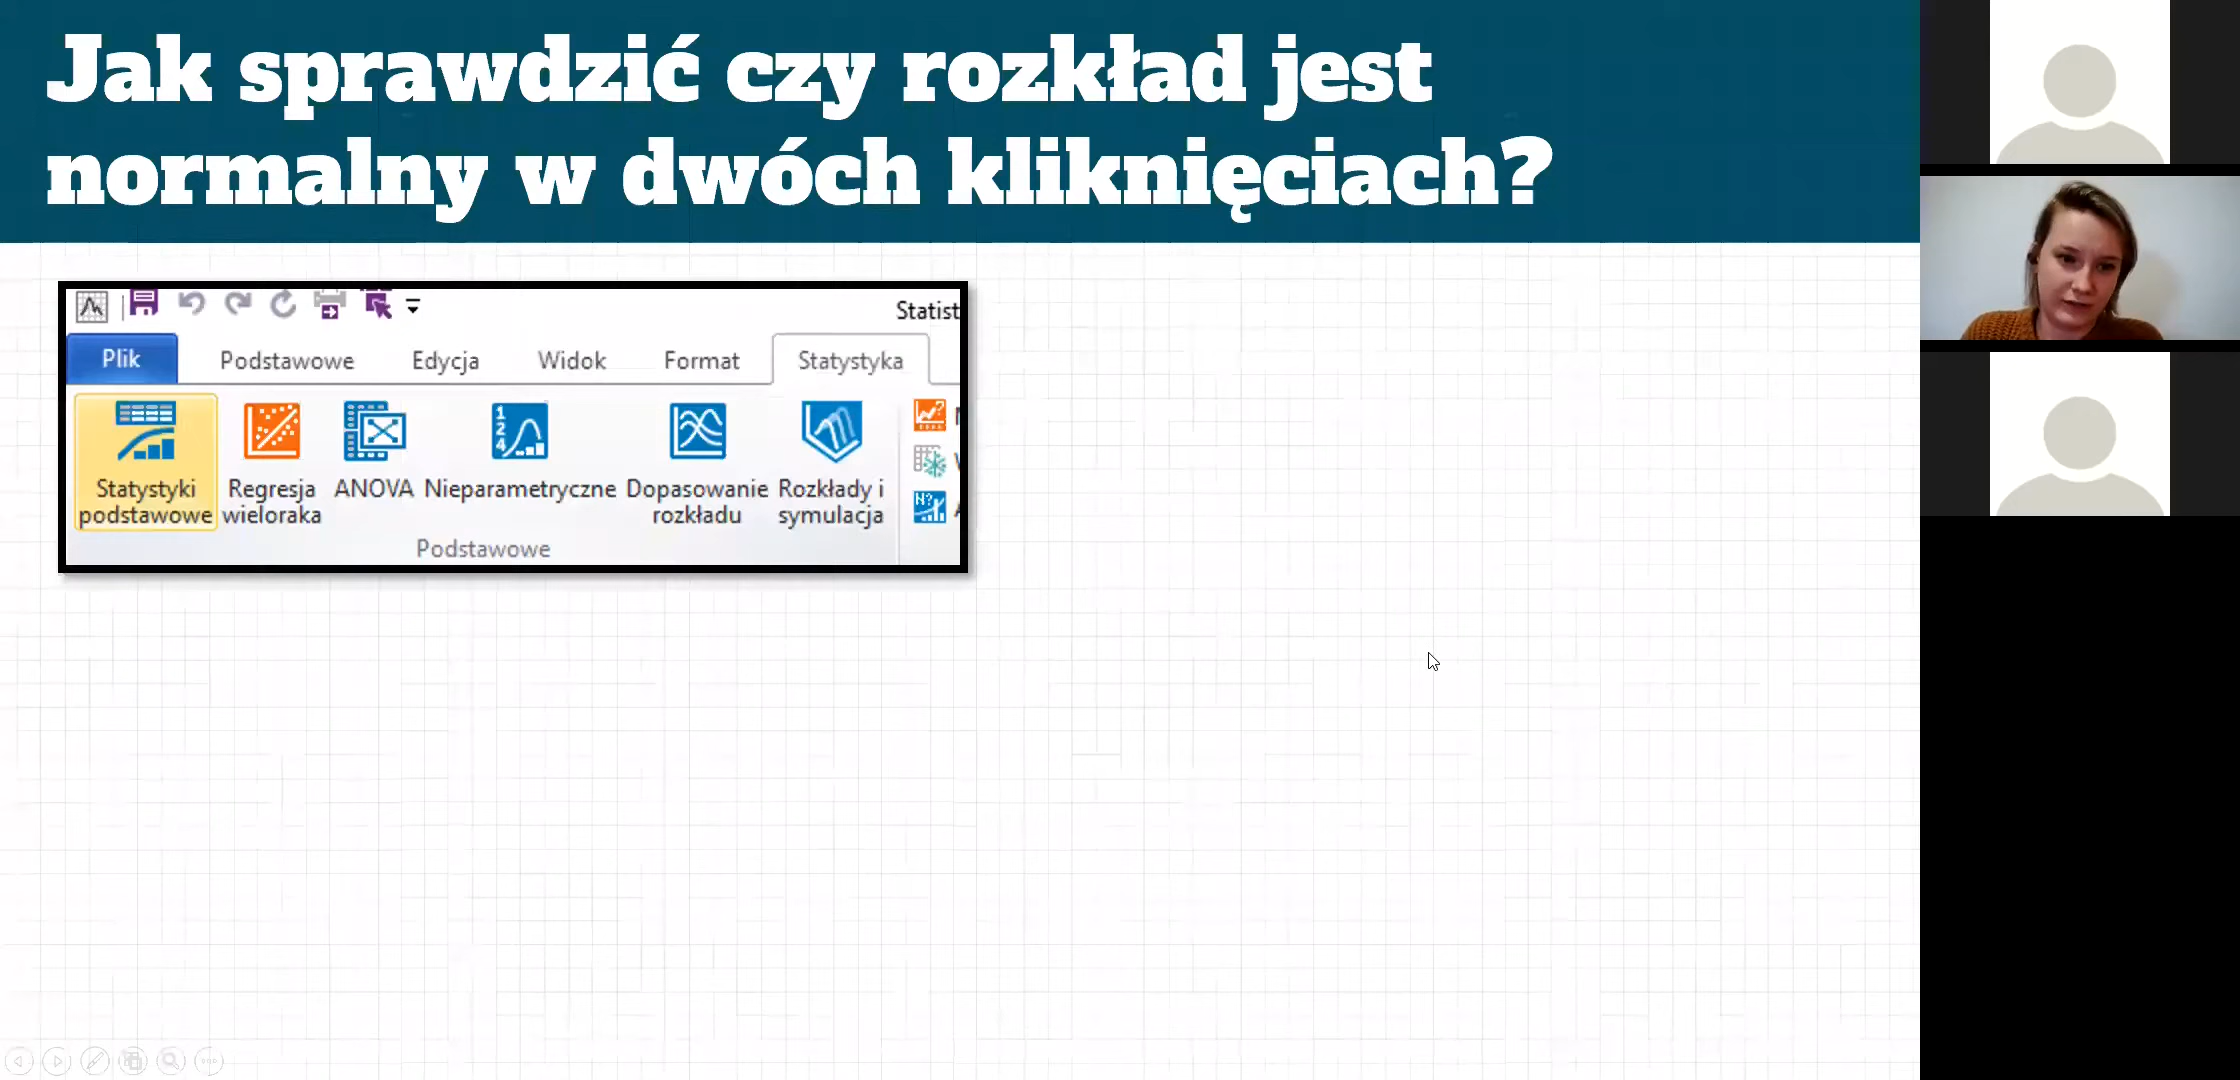 Jak sprawdzić czy rozkład jest
normalny w dwóch kliknięciach?
Statist
Plik Podstawowe Edycja Widok Format Statystyka
Statystyki podstawowe
Regresja wieloraka
ANOVA
Nieparametryczne
Dopasowanie rozkładu
Rozkłady i symulacja
Podstawowe